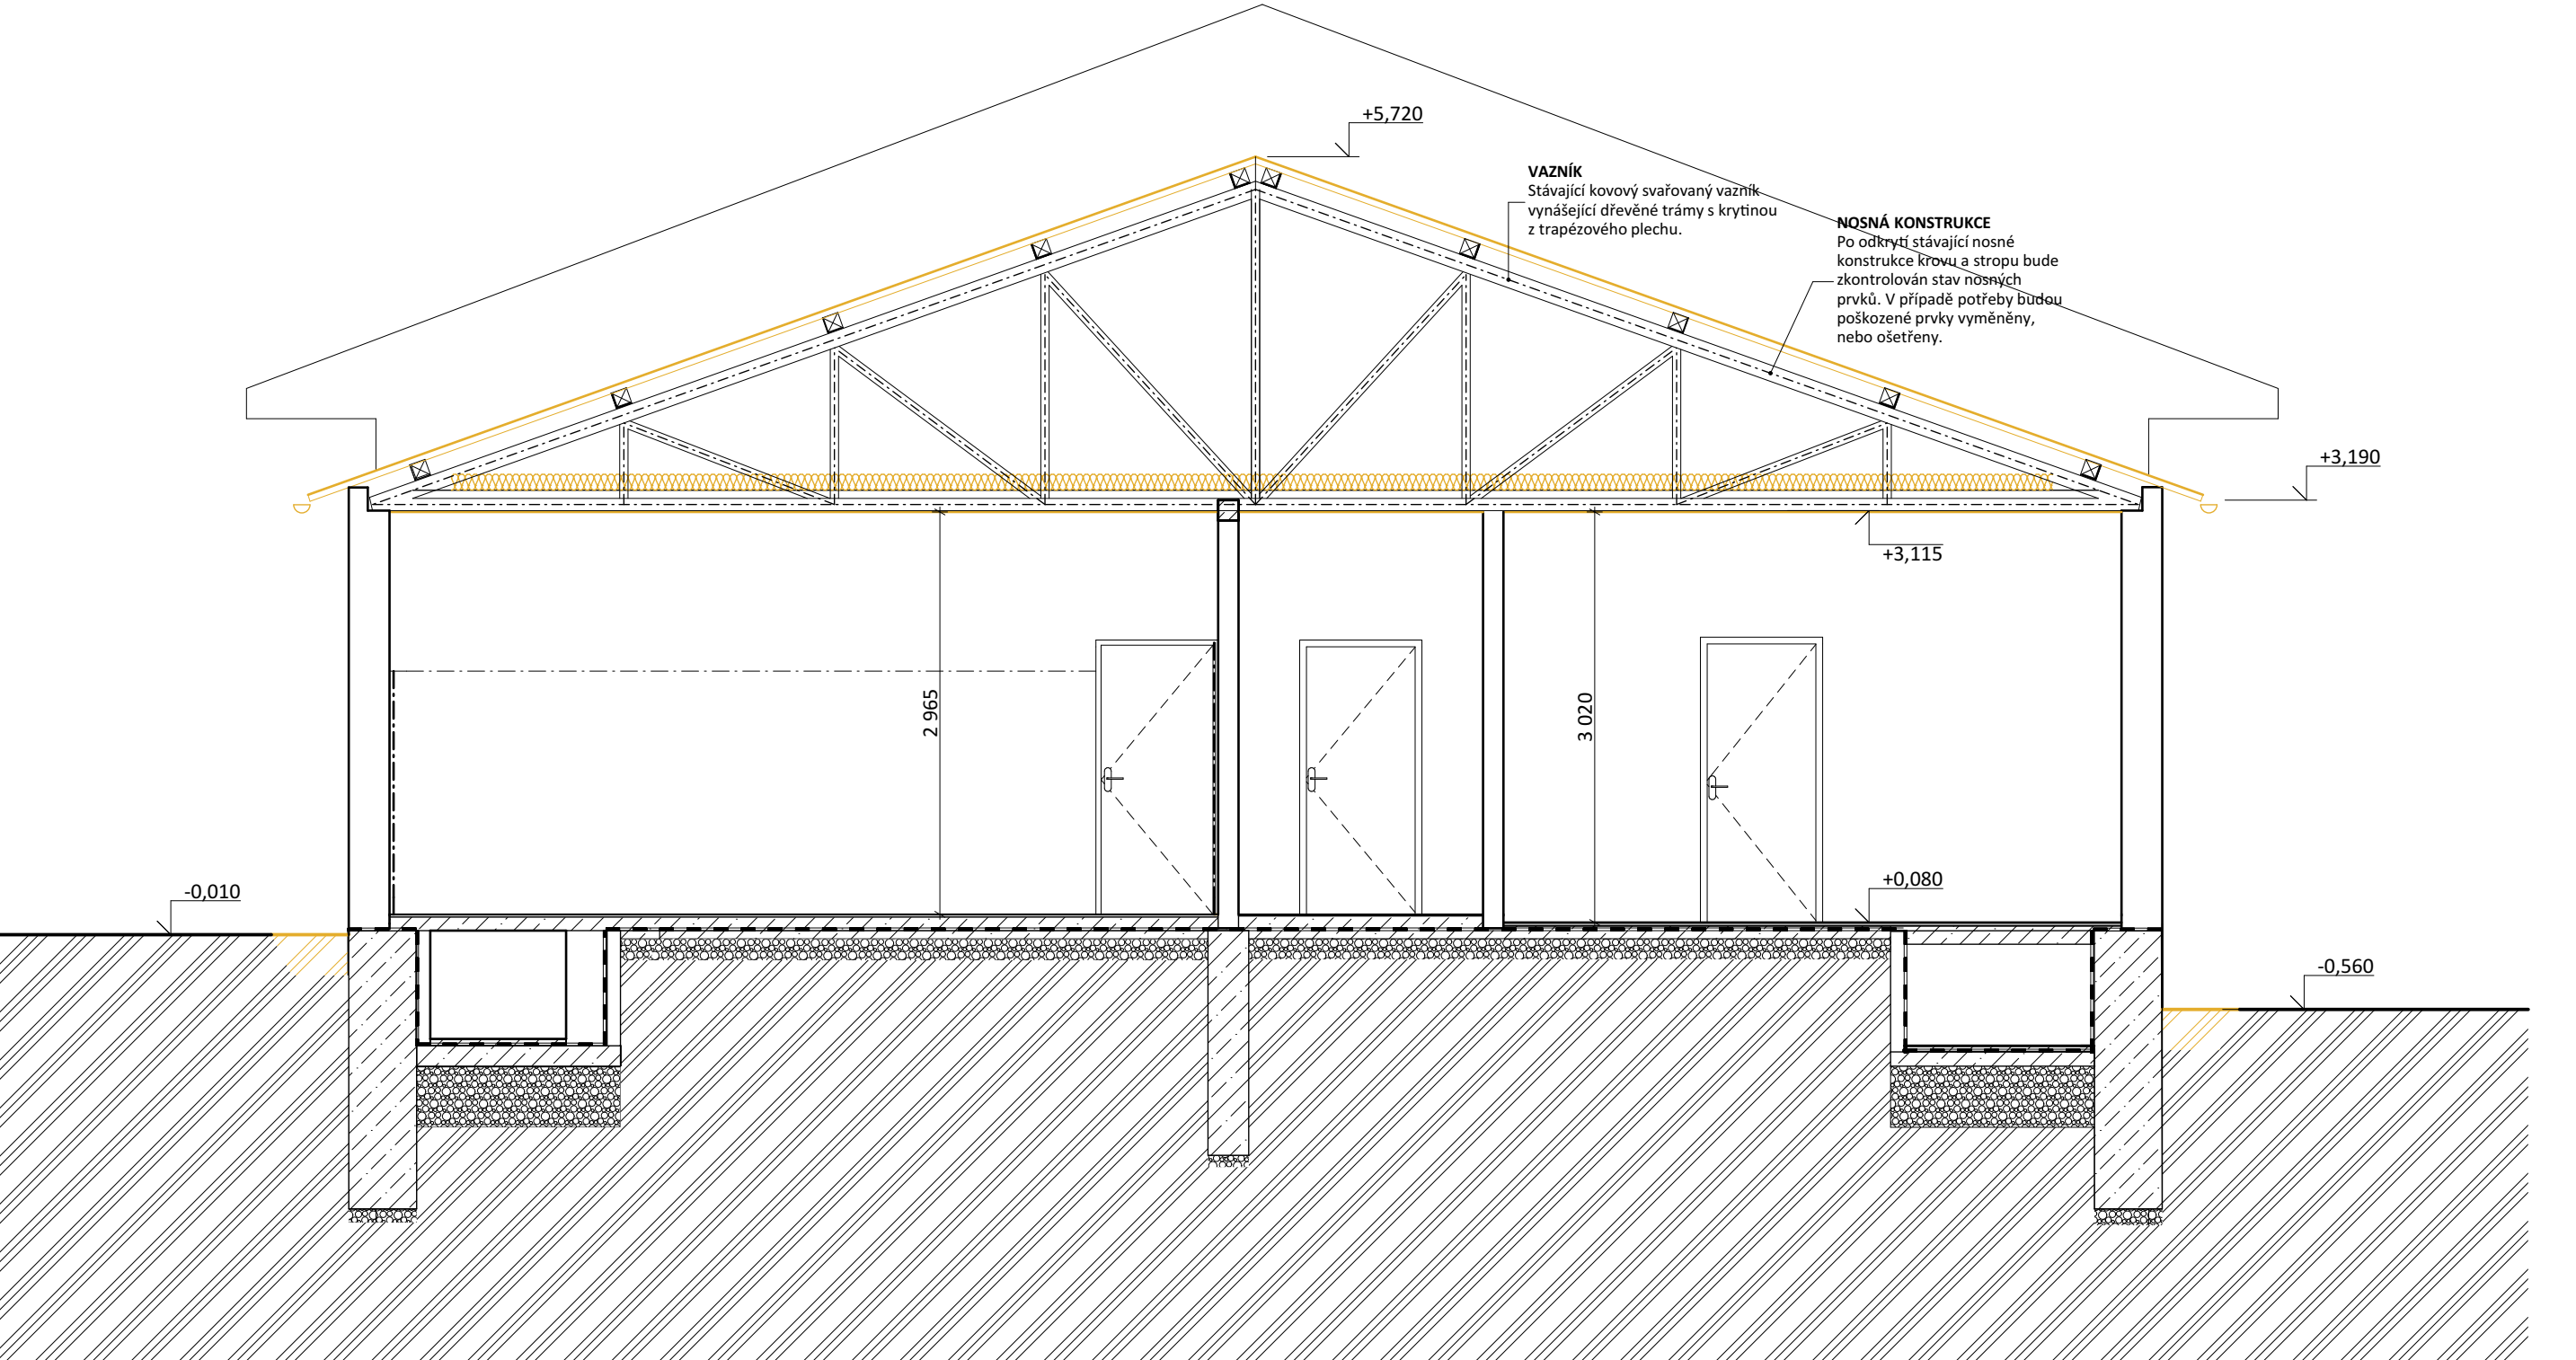 +5,720
VAZNÍK
Stávající kovový svařovaný vazník
vynášející dřevěné trámy s krytinou
z trapézového plechu.
NOSNÁ KONSTRUKCE
Po odkrytí stávající nosné
konstrukce krovu a stropu bude
zkontrolován stav nosných
prvků. V případě potřeby budou
poškozené prvky vyměněny,
nebo ošetřeny.
+3,190
+3,115
2 965
3 020
-0,010
+0,080
-0,560